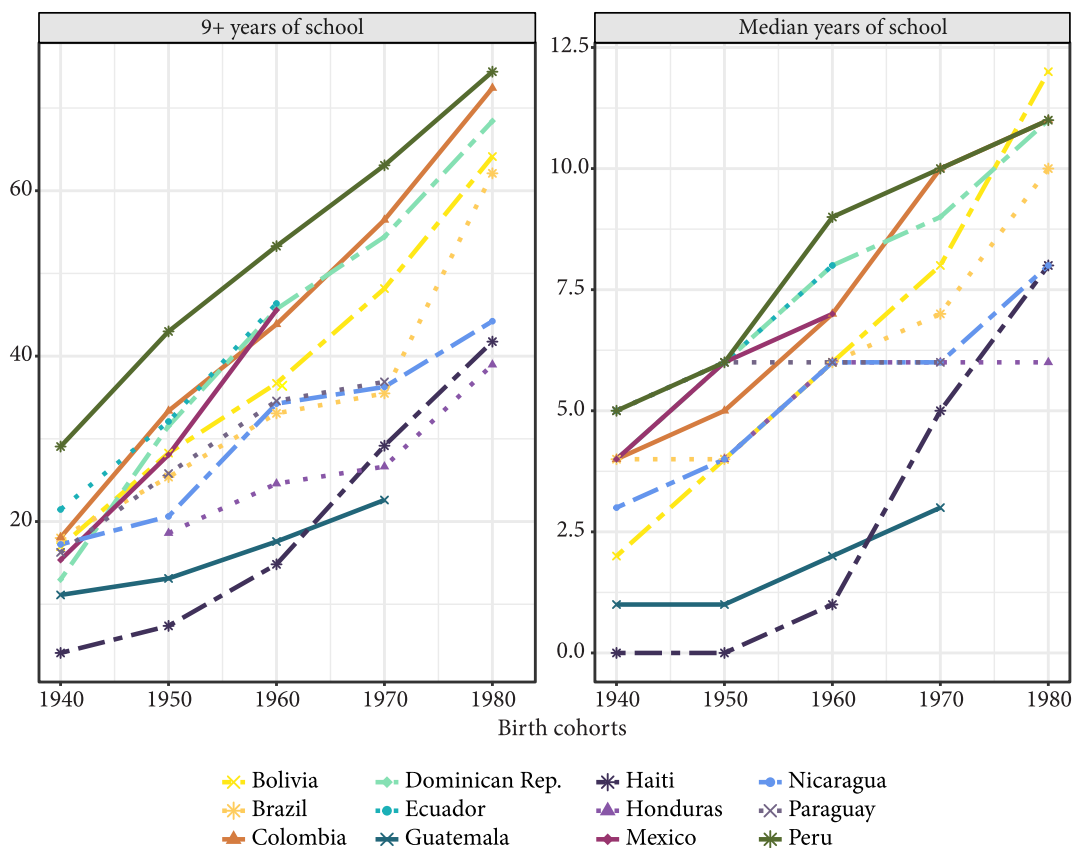 9+ years of school
Median years of school
60
40
20
12.5
10.0
7.5
5.0
2.5
0.0
1940 1950 1960 1970 1980
1940 1950 1960 1970 1980
Birth cohorts
Bolivia Dominican Rep. Haiti Nicaragua
Brazil Ecuador Honduras Paraguay
Colombia Guatemala Mexico Peru